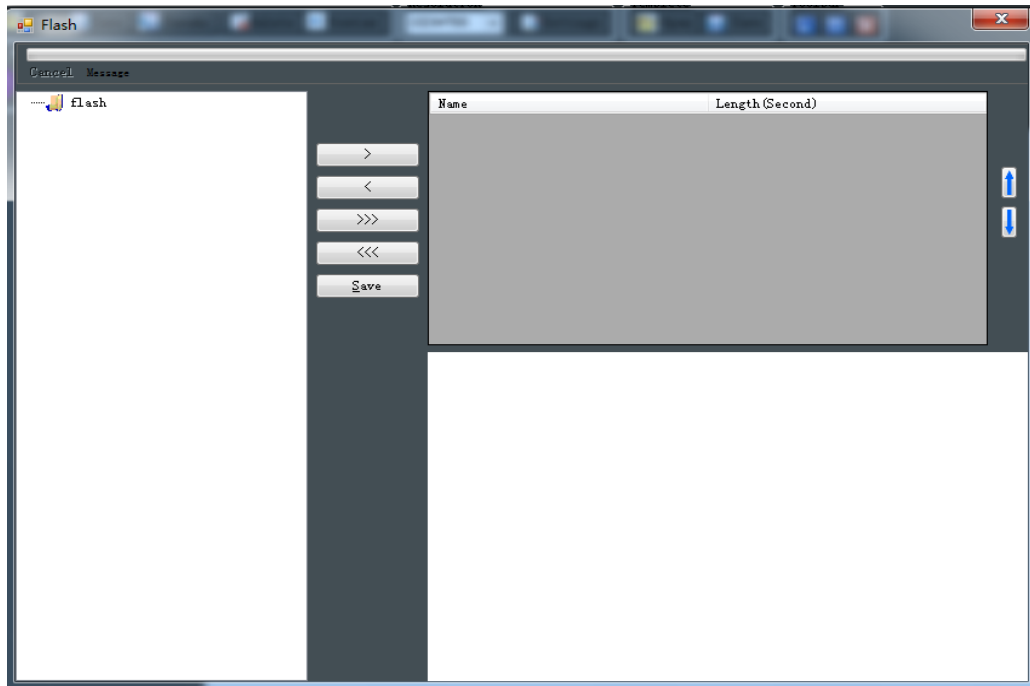 Flash
Cancel Message
flash
Name Length(Second)
>
<
>>>
<<<
Save